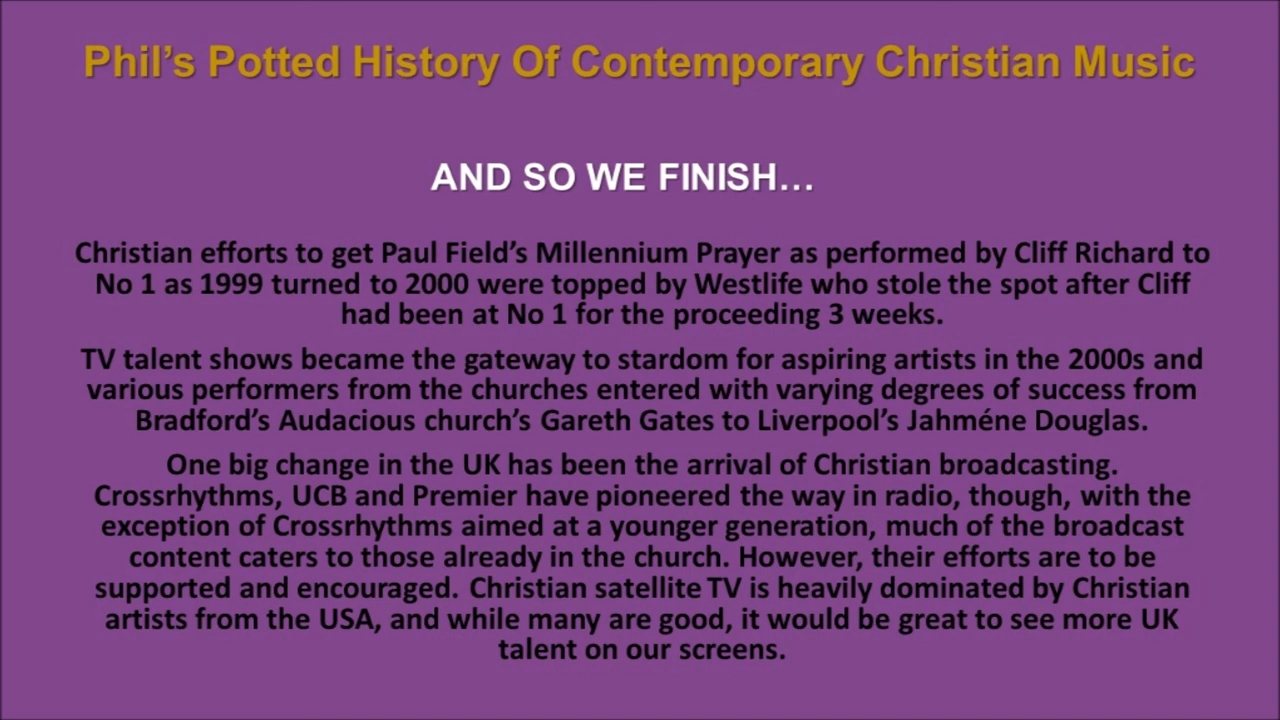 Phil’s Potted History Of Contemporary Christian Music
AND SO WE FINISH…
Christian efforts to get Paul Field’s Millennium Prayer as performed by Cliff Richard to
No 1 as 1999 turned to 2000 were topped by Westlife who stole the spot after Cliff
had been at No 1 for the proceeding 3 weeks.
TV talent shows became the gateway to stardom for aspiring artists in the 2000s and
various performers from the churches entered with varying degrees of success from
Bradford’s Audacious church’s Gareth Gates to Liverpool’s Jahméne Douglas.
One big change in the UK has been the arrival of Christian broadcasting.
Crossrhythms, UCB and Premier have pioneered the way in radio, though, with the
exception of Crossrhythms aimed at a younger generation, much of the broadcast
content caters to those already in the church. However, their efforts are to be
supported and encouraged. Christian satellite TV is heavily dominated by Christian
artists from the USA, and while many are good, it would be great to see more UK
talent on our screens.